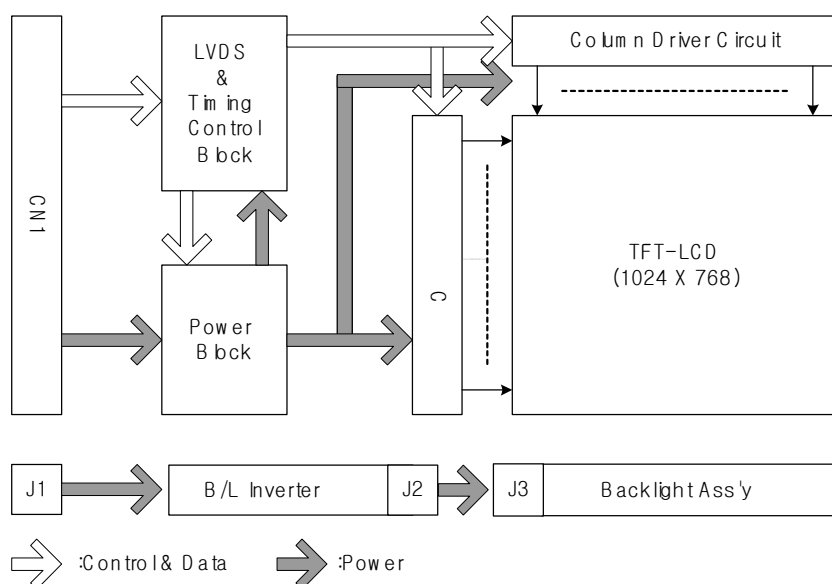 LVDS
&
Timing
Control
Block
Column Driver Circuit
CN1
C
TFT-LCD
(1024 X 768)
Power
Block
J1
B/L Inverter
J2
J3
Backlight Ass'y
:Control & Data
:Power